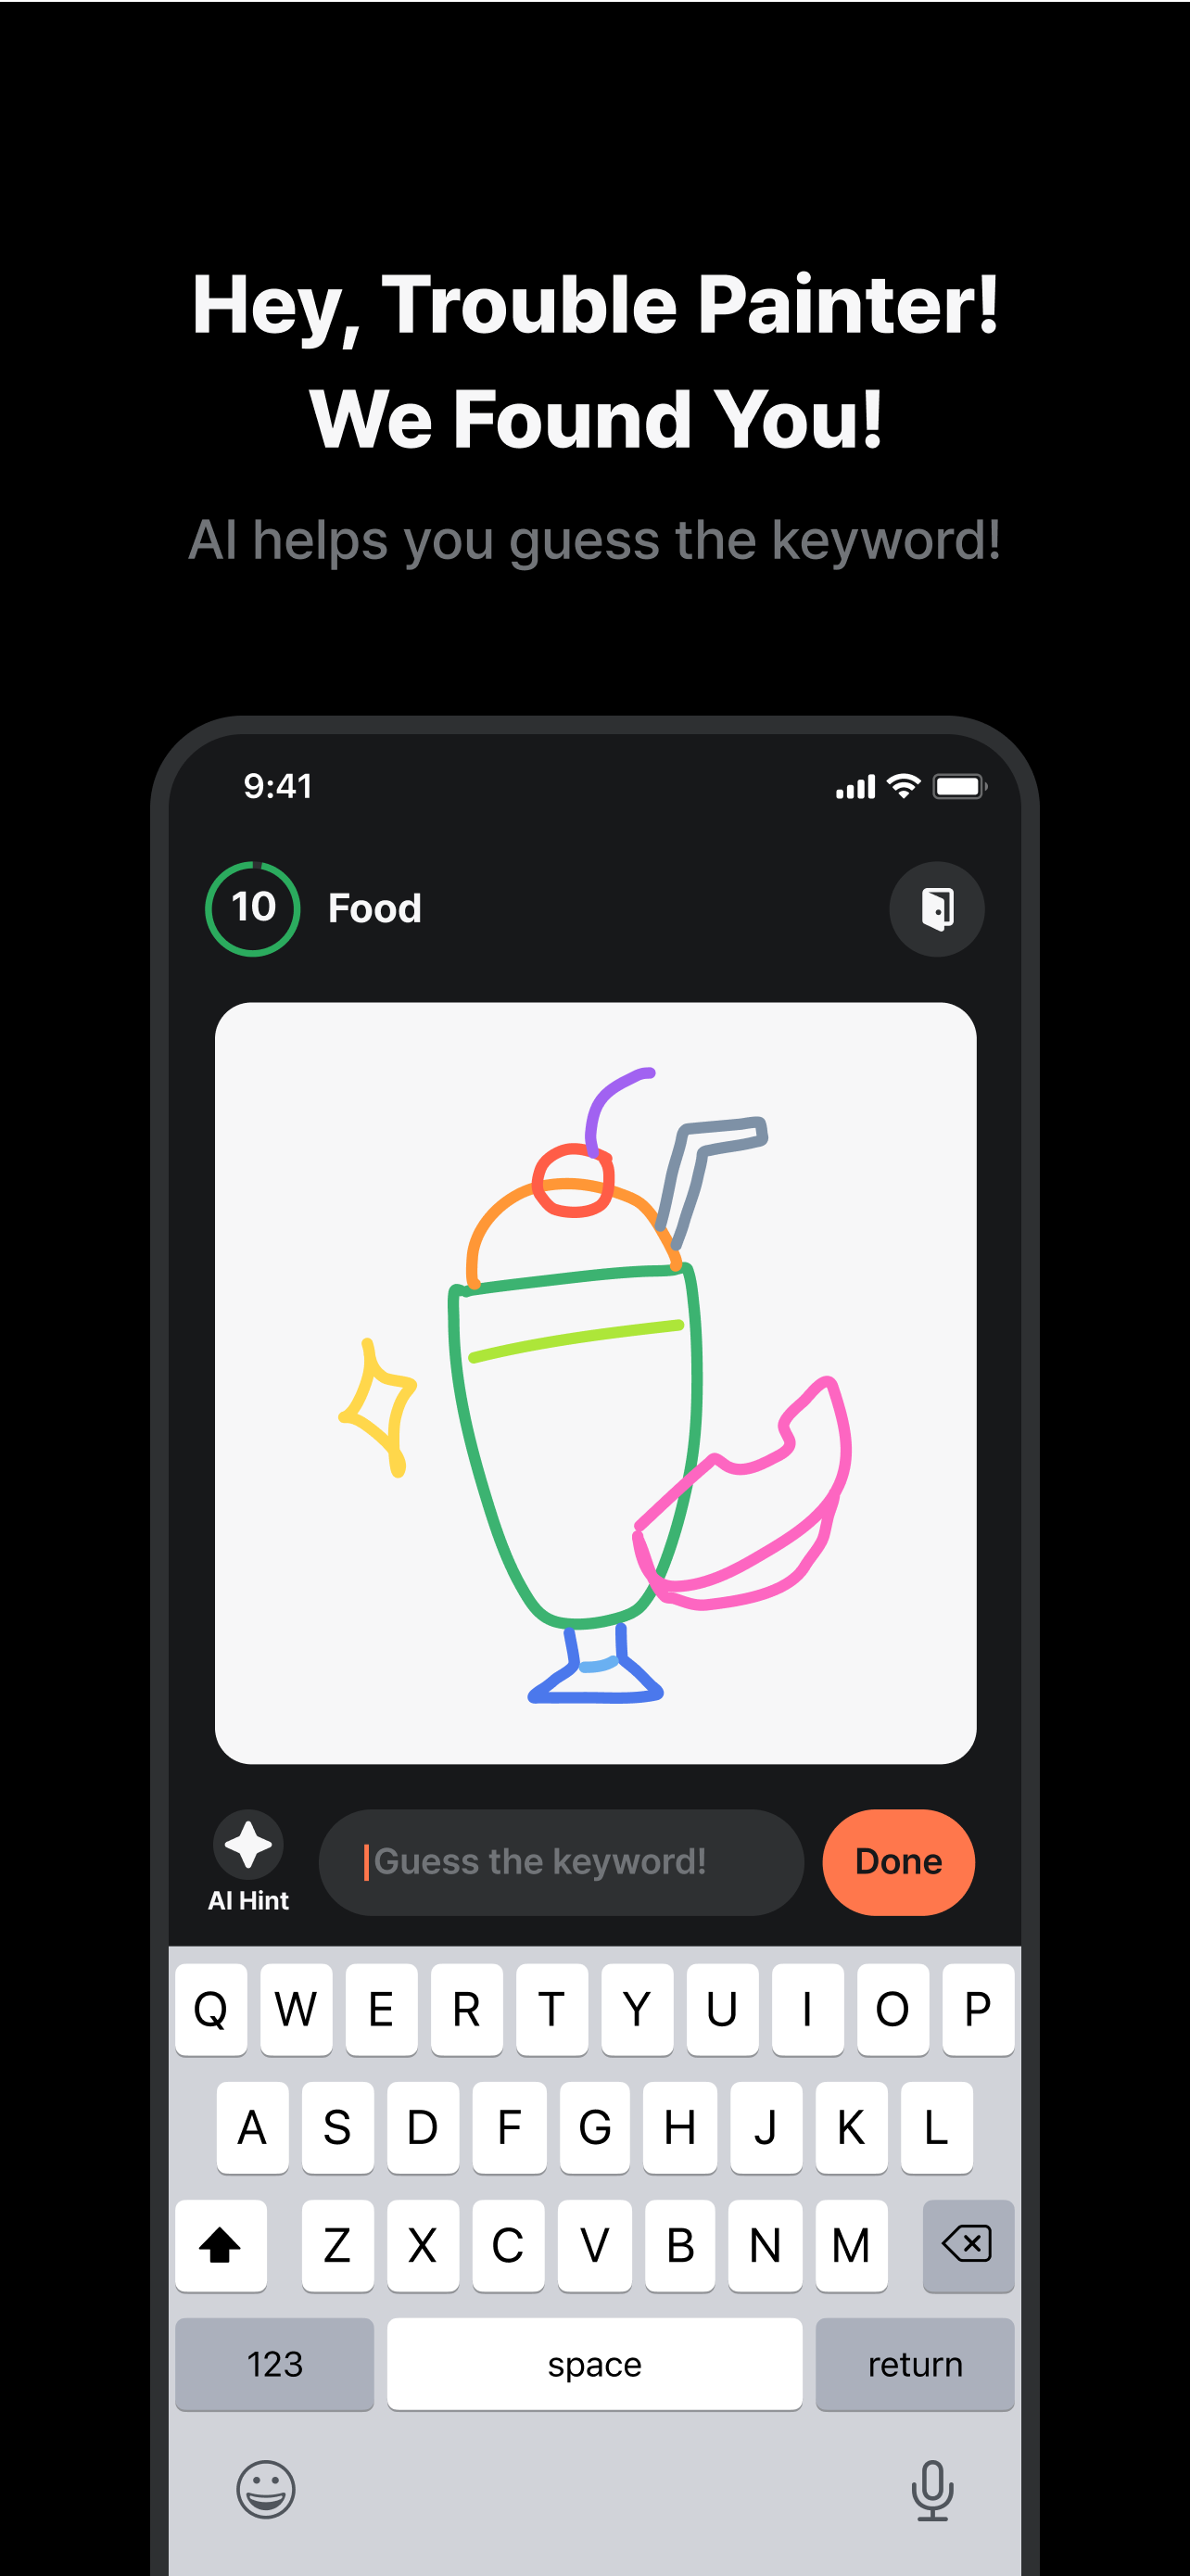 Hey, Trouble Painter!
We Found You!
AI helps you guess the keyword!
9:41
10
Food
AI Hint
Guess the keyword!
Done
Q W E R T Y U I O P
A S D F G H J K L
Z X C V B N M
123 space return